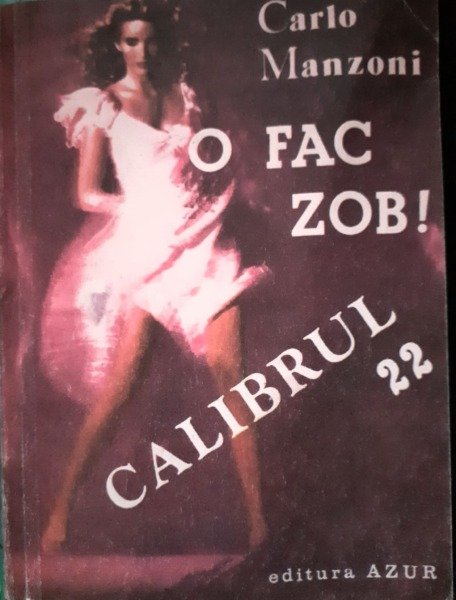 Carlo
Manzoni
O FAC
ZOB!
CALIBRUL
22
editura AZUR